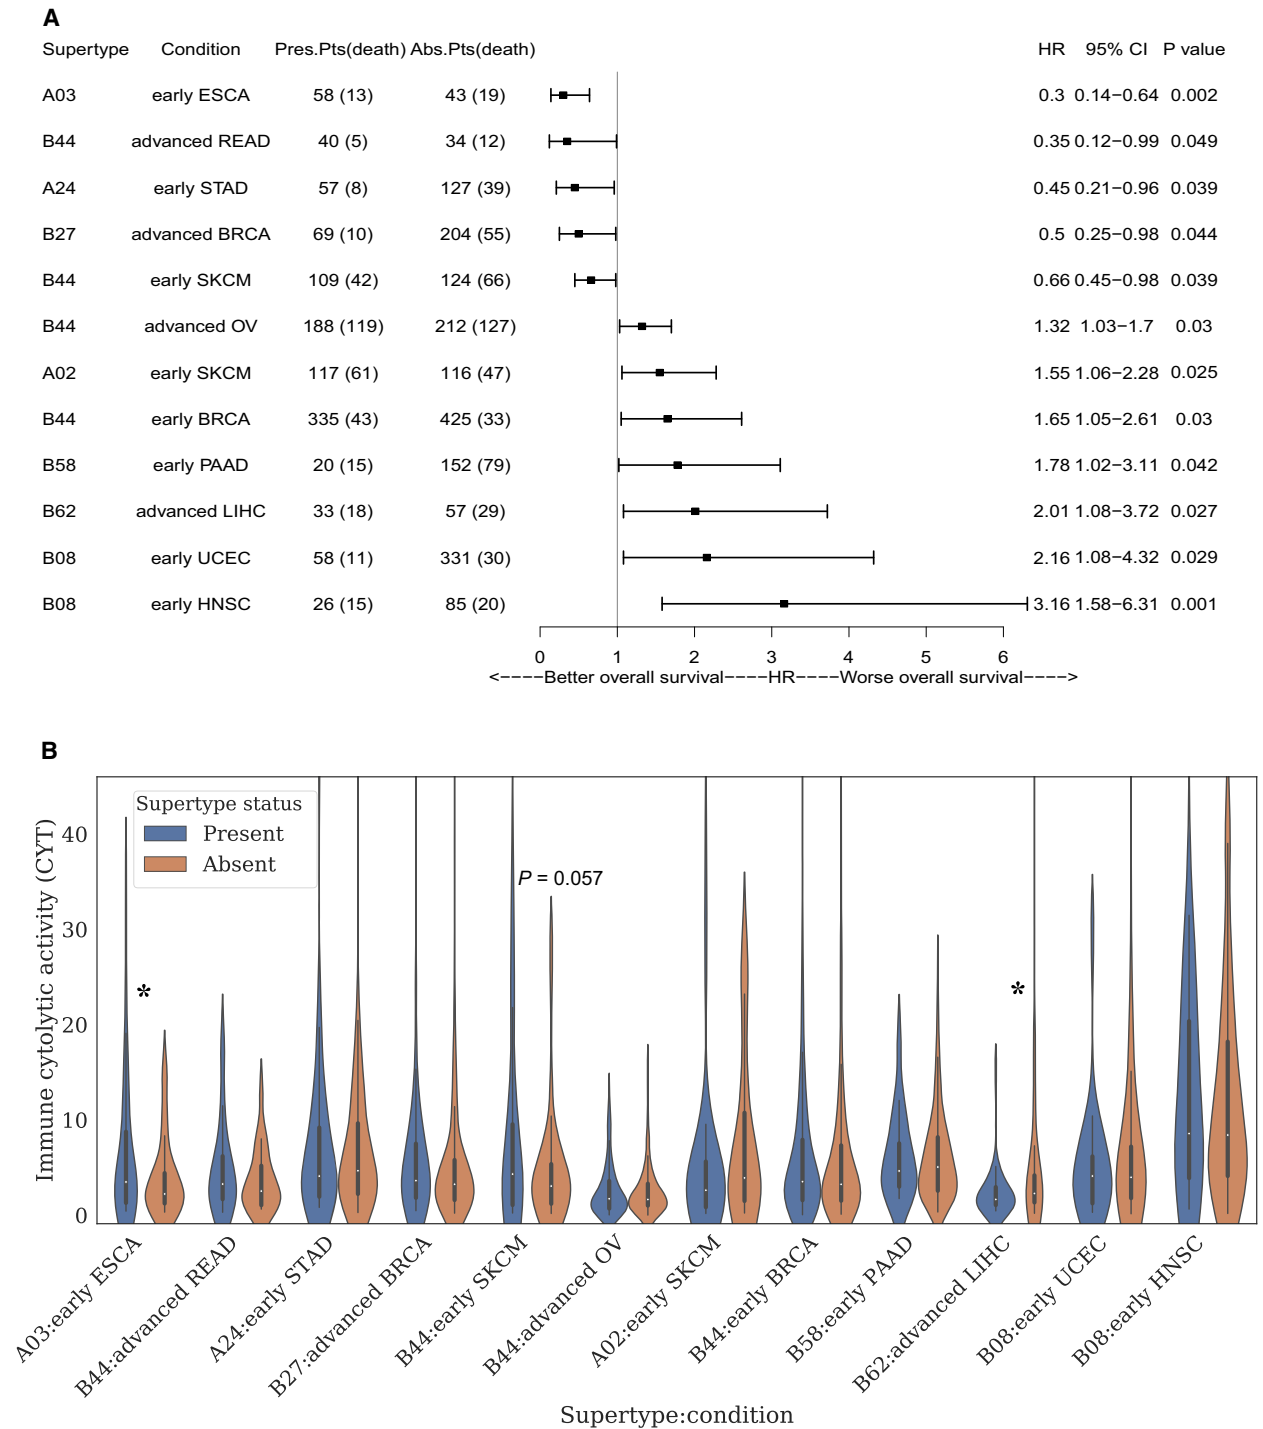 A
Supertype Condition Pres.Pts(death) Abs.Pts(death) HR 95% CI P value
A03 early ESCA 58 (13) 43 (19) 0.3 0.14−0.64 0.002
B44 advanced READ 40 (5) 34 (12) 0.35 0.12−0.99 0.049
A24 early STAD 57 (8) 127 (39) 0.45 0.21−0.96 0.039
B27 advanced BRCA 69 (10) 204 (55) 0.5 0.25−0.98 0.044
B44 early SKCM 109 (42) 124 (66) 0.66 0.45−0.98 0.039
B44 advanced OV 188 (119) 212 (127) 1.32 1.03−1.7 0.03
A02 early SKCM 117 (61) 116 (47) 1.55 1.06−2.28 0.025
B44 early BRCA 335 (43) 425 (33) 1.65 1.05−2.61 0.03
B58 early PAAD 20 (15) 152 (79) 1.78 1.02−3.11 0.042
B62 advanced LIHC 33 (18) 57 (29) 2.01 1.08−3.72 0.027
B08 early UCEC 58 (11) 331 (30) 2.16 1.08−4.32 0.029
B08 early HNSC 26 (15) 85 (20) 3.16 1.58−6.31 0.001
0 1 2 3 4 5 6
<−−−−Better overall survival−−−−HR−−−−Worse overall survival−−−−>
B
Supertype status
Present
Absent
Immune cytolytic activity (CYT)
40
30
20
10
0
P = 0.057
*
*
A03:early ESCA
B44:advanced READ
A24:early STAD
B27:advanced BRCA
B44:early SKCM
B44:advanced OV
A02:early SKCM
B44:early BRCA
B58:early PAAD
B62:advanced LIHC
B08:early UCEC
B08:early HNSC
Supertype:condition